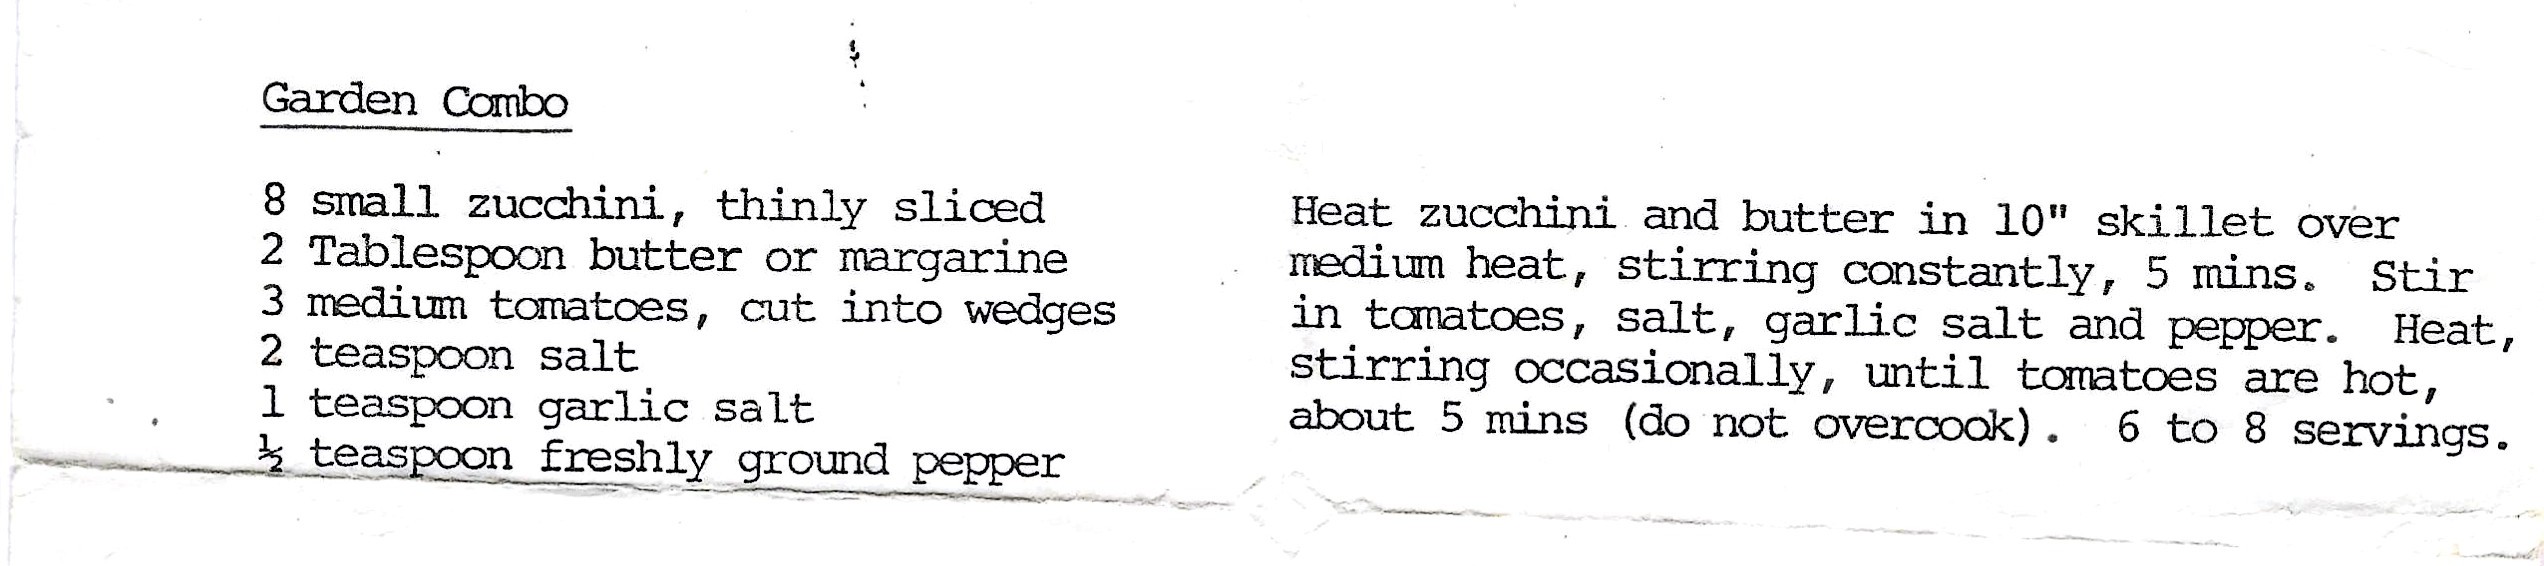 Garden Combo
8 small zucchini, thinly sliced
2 Tablespoon butter or margarine
3 medium tomatoes, cut into wedges
2 teaspoon salt
1 teaspoon garlic salt
½ teaspoon freshly ground pepper
Heat zucchini and butter in 10" skillet over
medium heat, stirring constantly, 5 mins.  Stir
in tomatoes, salt, garlic salt and pepper.  Heat,
stirring occasionally, until tomatoes are hot,
about 5 mins (do not overcook).  6 to 8 servings.